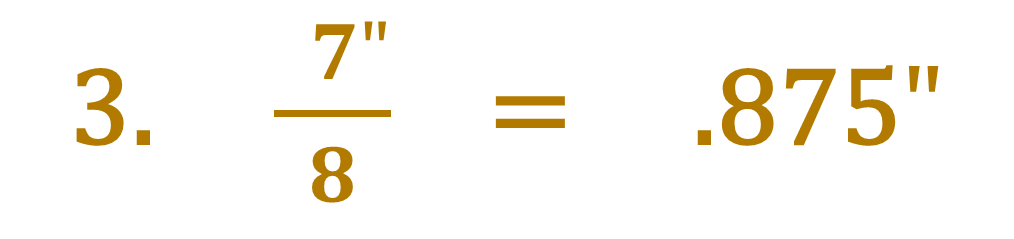 3. 7"/8 = .875"